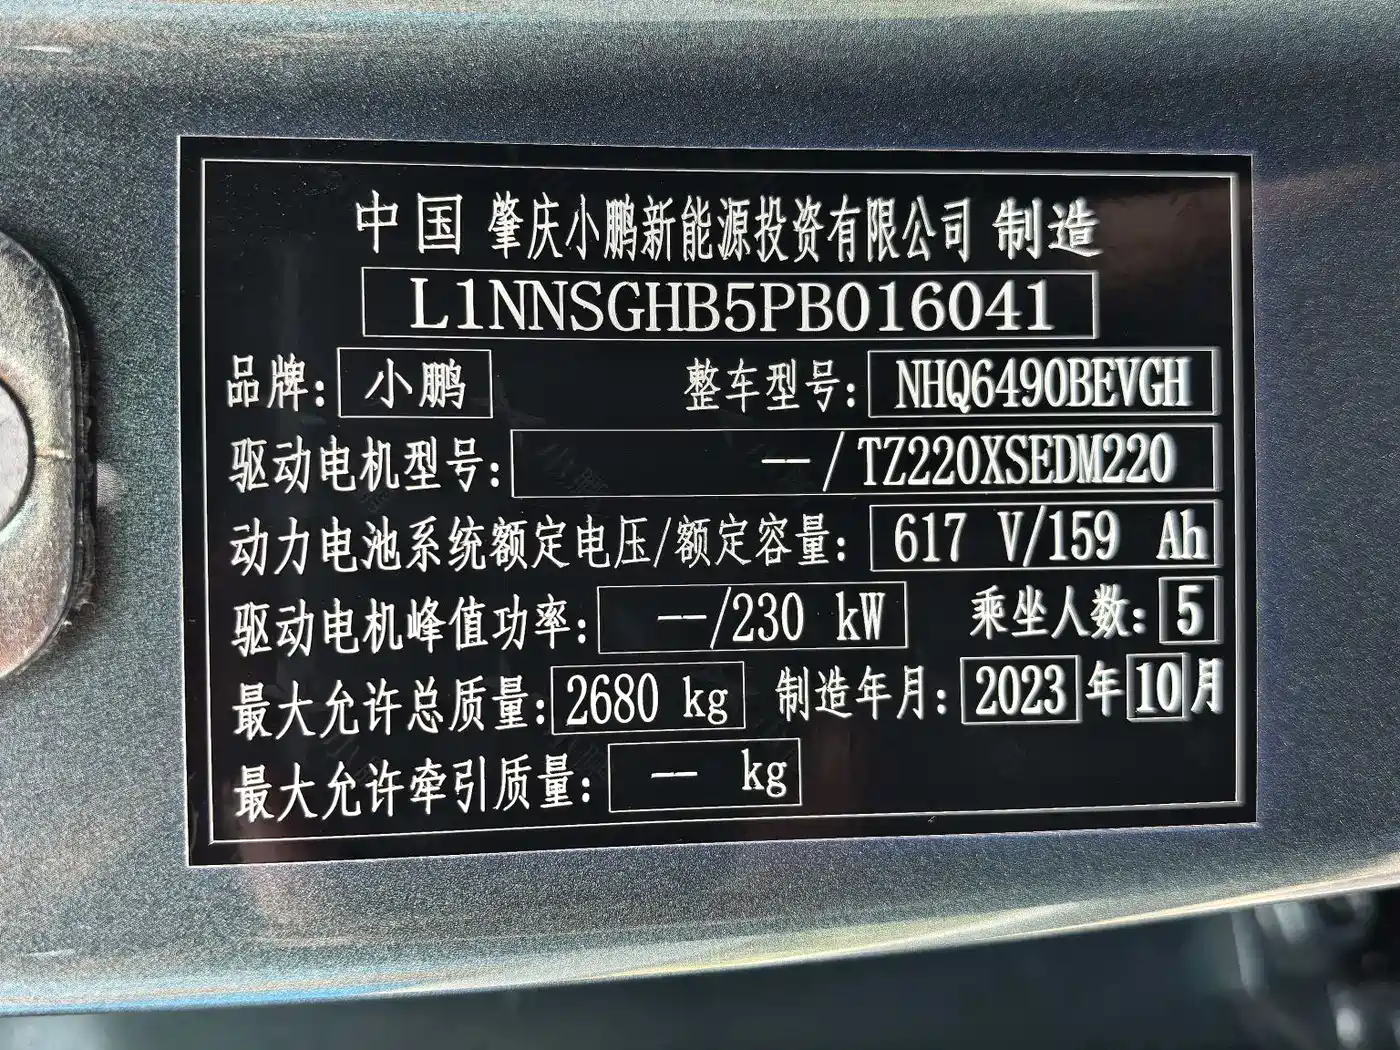 中国 肇庆小鹏新能源投资有限公司 制造
L1NNSGHB5PB016041
品牌: 小鹏 整车型号: NHQ6490BEVGH
驱动电机型号: --/TZ220XSEDM220
动力电池系统额定电压/额定容量: 617 V/159 Ah
驱动电机峰值功率: --/230 kW 乘坐人数: 5
最大允许总质量: 2680 kg 制造年月: 2023 年 10 月
最大允许牵引质量: -- kg